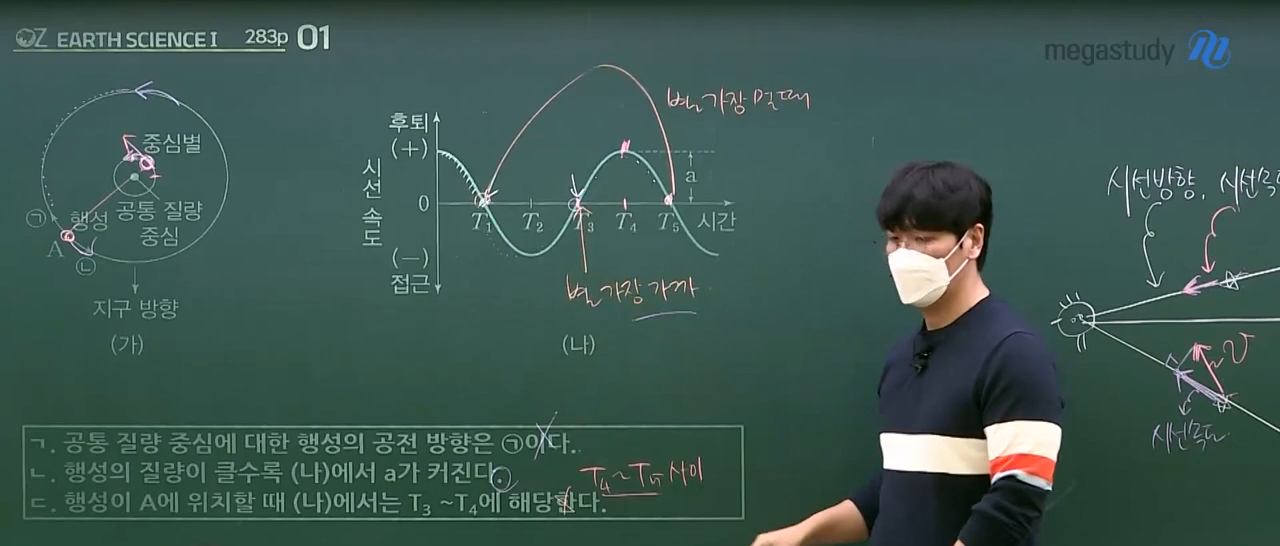 OZ EARTH SCIENCE I 283p 01
megastudy
중심별
㉠ 행성
공통 질량
중심
A
㉡
지구 방향
(가)
후퇴
(+)
시선 속도
0
(−)
접근
a
T₁ T₂ T₃ T₄ T₅ 시간
별 가장 멀 때
별 가장 가까
(나)
시선방향, 시선속
v
시선속도
ㄱ. 공통 질량 중심에 대한 행성의 공전 방향은 ㉠이다.
ㄴ. 행성의 질량이 클수록 (나)에서 a가 커진다.
T₄~T₅ 사이
ㄷ. 행성이 A에 위치할 때 (나)에서는 T₃ ~T₄에 해당한다.